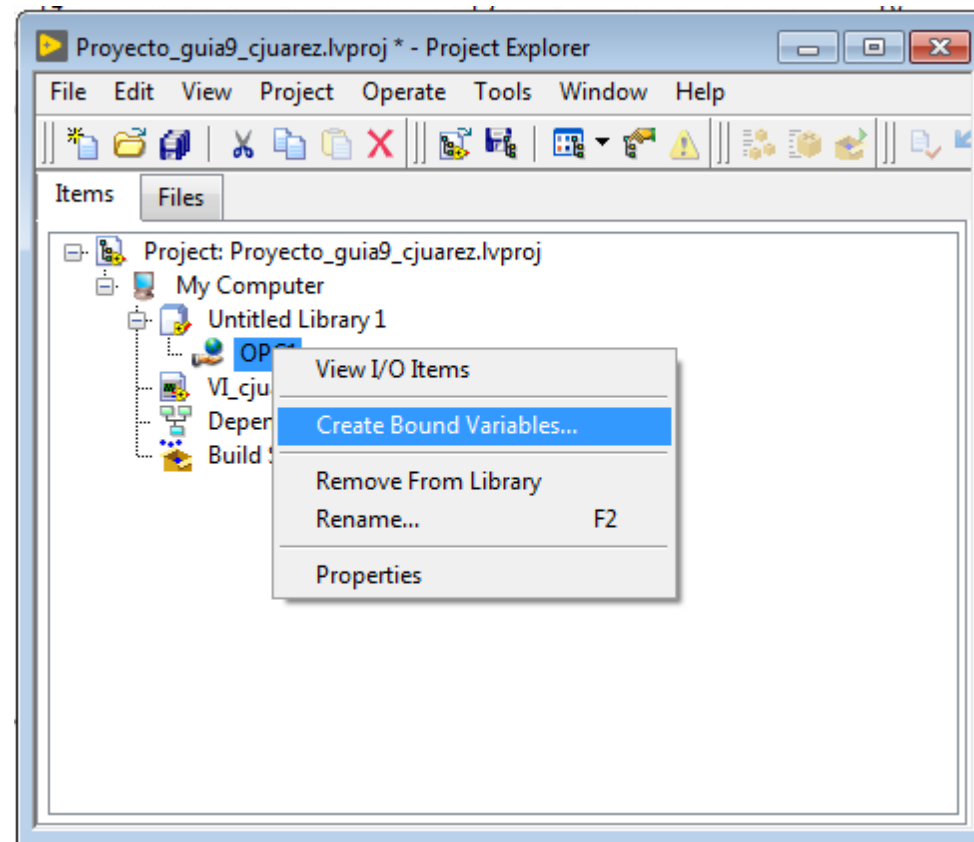 Proyecto_guia9_cjuarez.lvproj * - Project Explorer
File Edit View Project Operate Tools Window Help
Items Files
Project: Proyecto_guia9_cjuarez.lvproj
My Computer
Untitled Library 1
View I/O Items
Create Bound Variables...
Remove From Library
Rename... F2
Properties